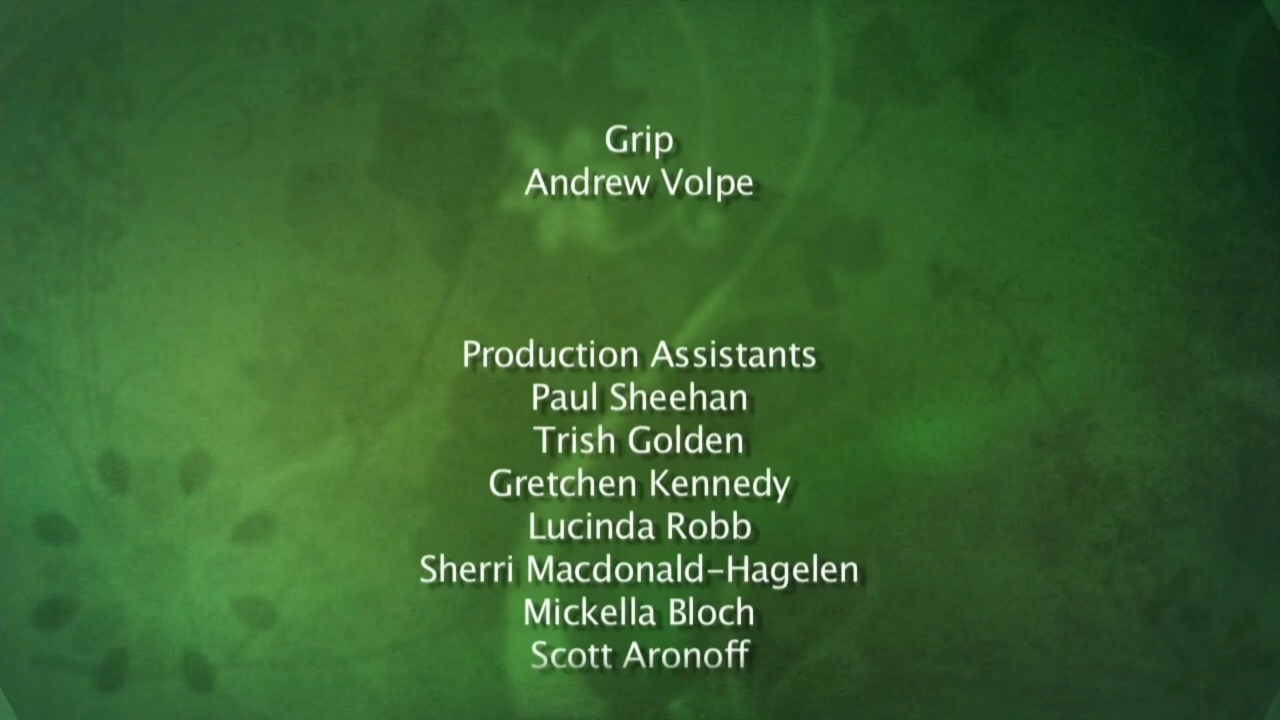 Grip
Andrew Volpe
Production Assistants
Paul Sheehan
Trish Golden
Gretchen Kennedy
Lucinda Robb
Sherri Macdonald-Hagelen
Mickella Bloch
Scott Aronoff